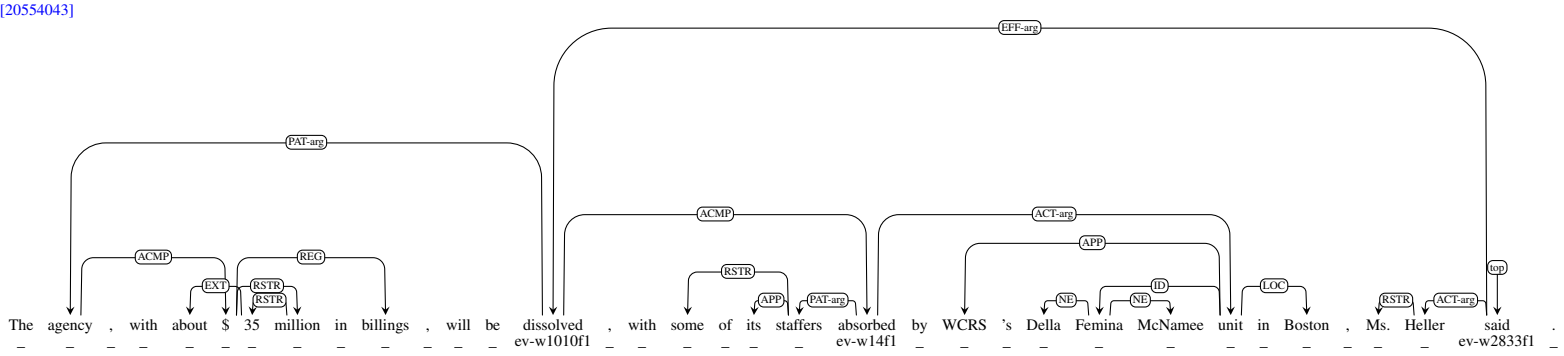 [20554043]
EFF-arg
PAT-arg
ACMP ACT-arg
APP
ACMP REG
top
RSTR
EXT RSTR ID LOC
RSTR APP PAT-arg NE NE RSTR ACT-arg
The agency , with about $ 35 million in billings , will be dissolved , with some of its staffers absorbed by WCRS 's Della Femina McNamee unit in Boston , Ms. Heller said .
_ _ _ _ _ _ _ _ _ _ _ _ _ ev-w1010f1 _ _ _ _ _ _ ev-w14f1 _ _ _ _ _ _ _ _ _ _ _ _ ev-w2833f1 _